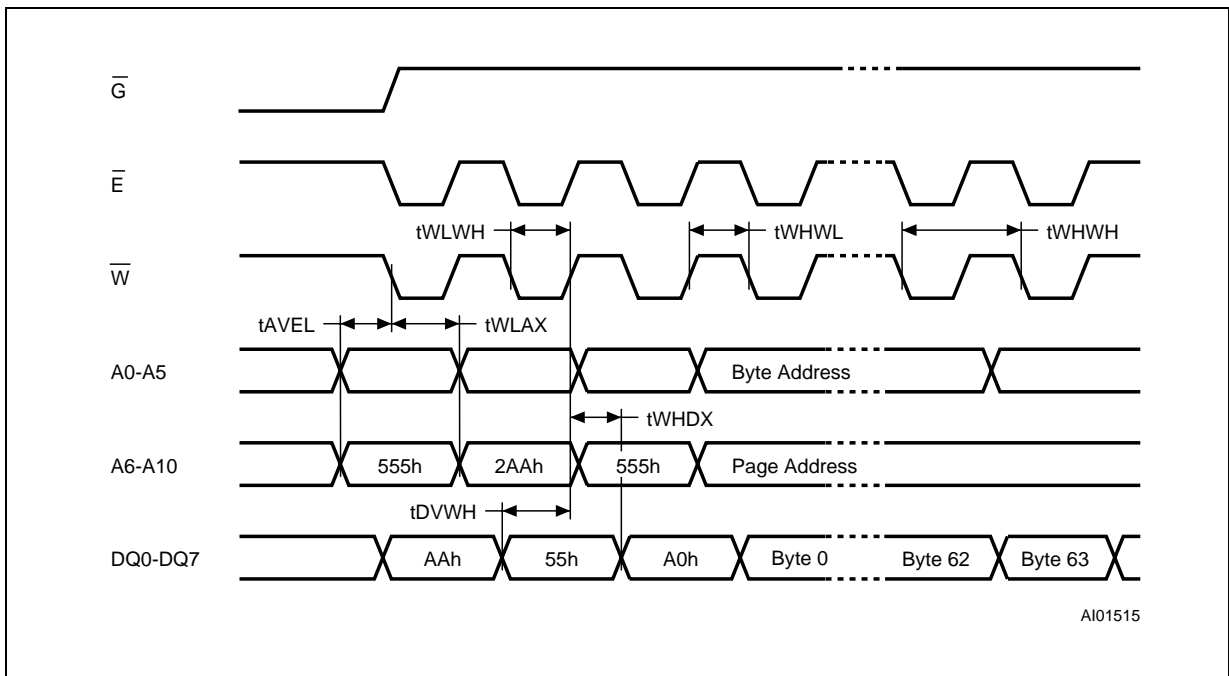 G
E
tWLWH tWHWL tWHWH
W
tAVEL tWLAX
A0-A5 Byte Address
tWHDX
A6-A10 555h 2AAh 555h Page Address
tDVWH
DQ0-DQ7 AAh 55h A0h Byte 0 Byte 62 Byte 63
AI01515